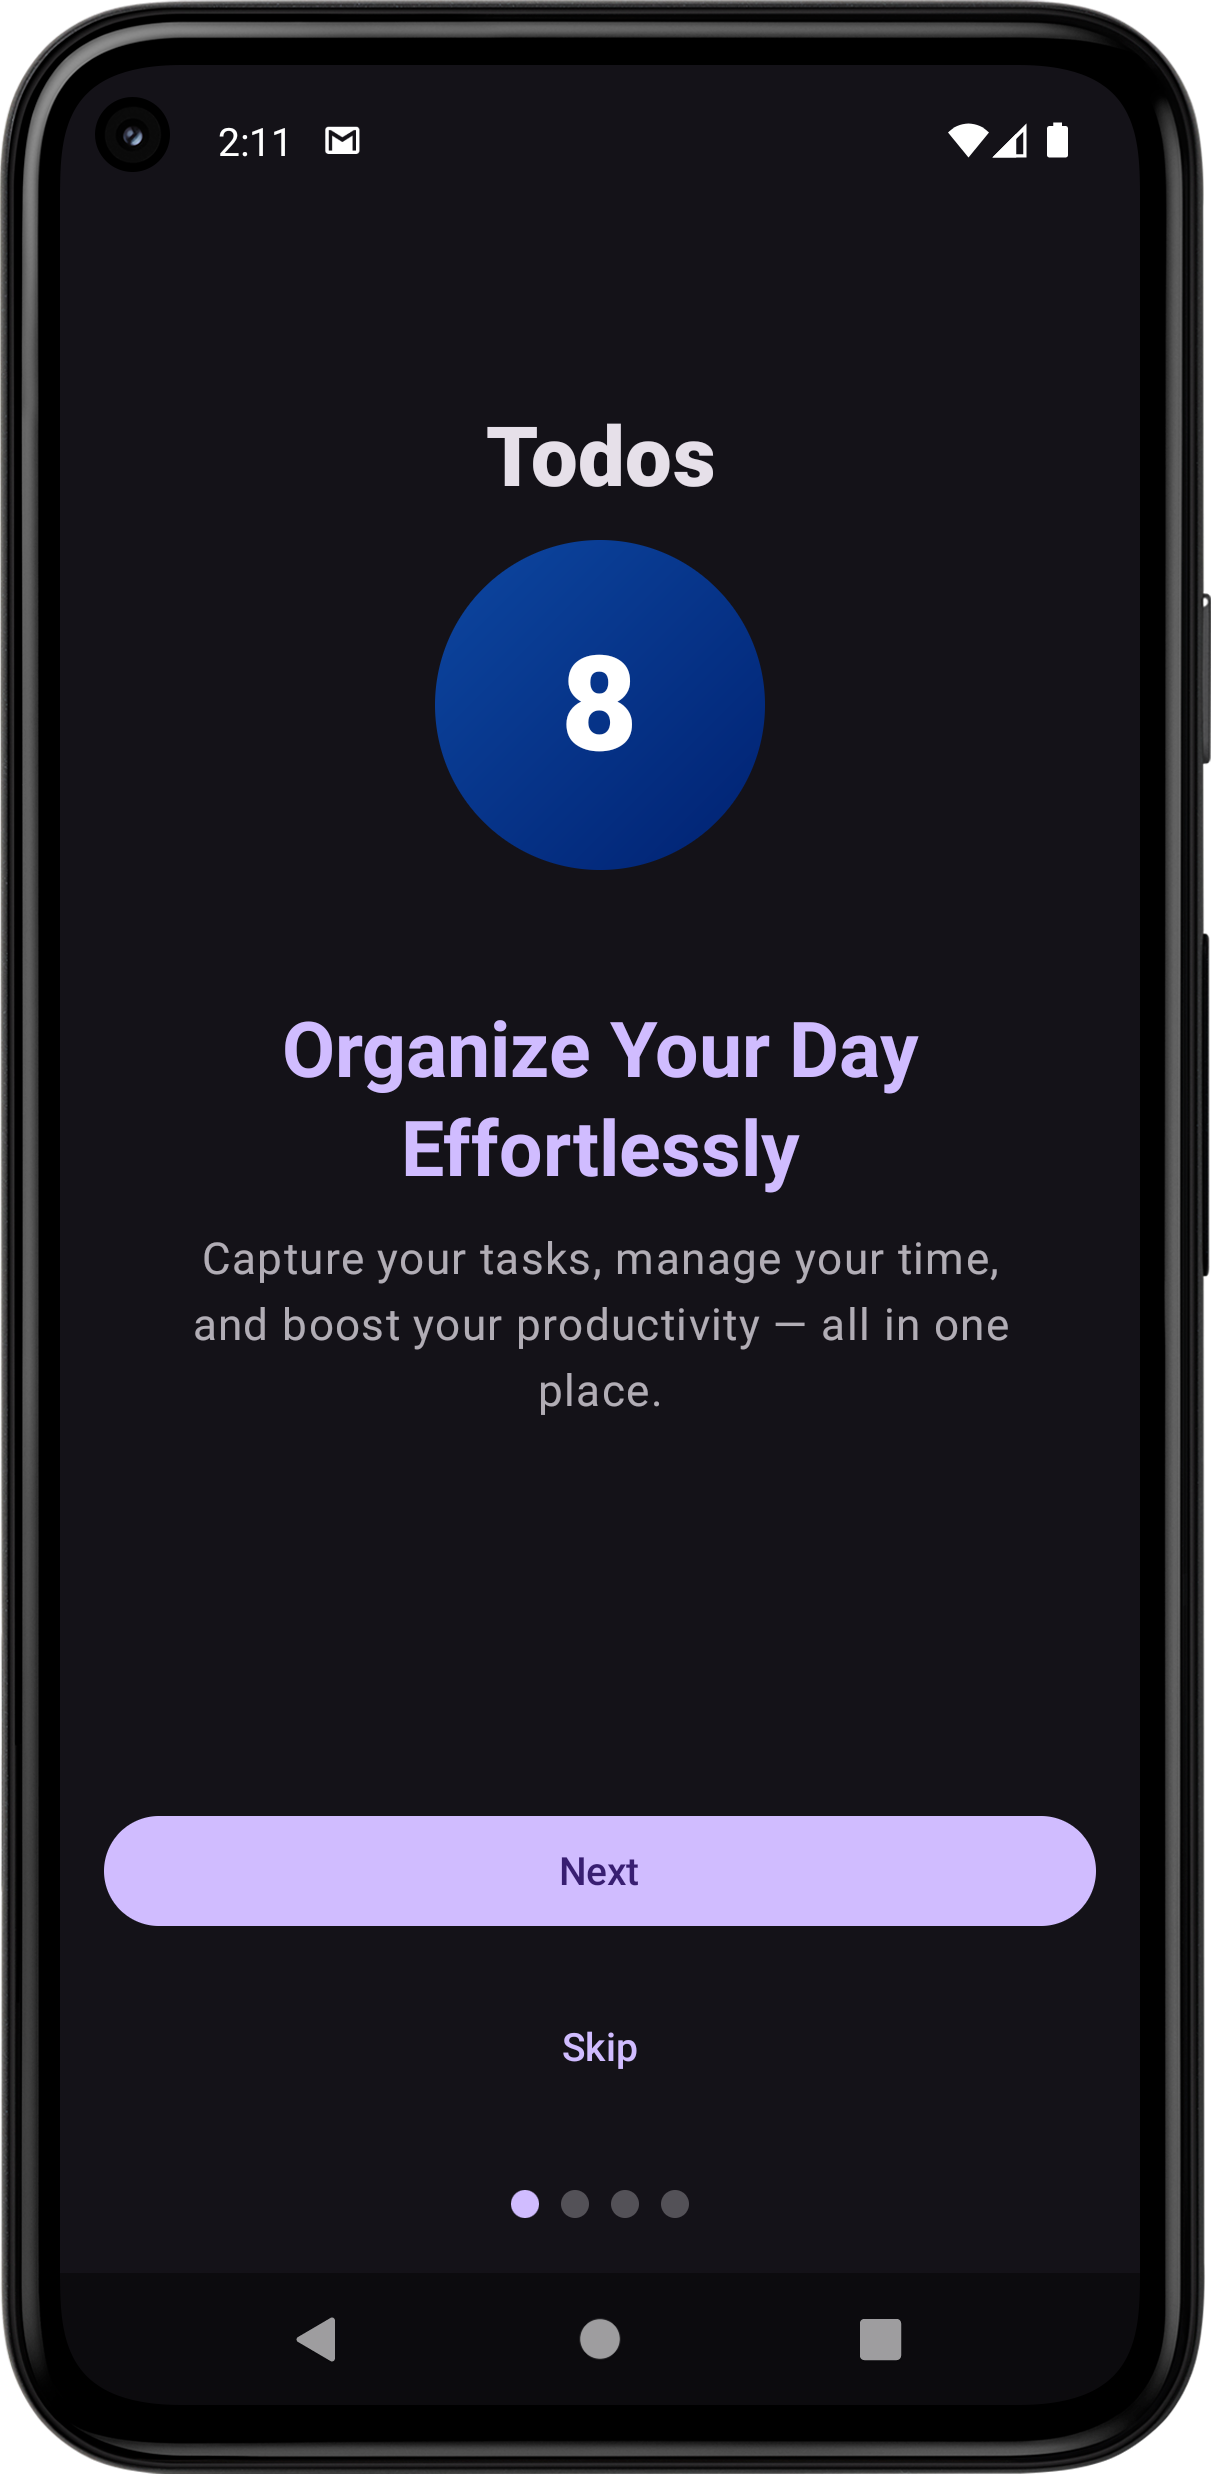 2:11
Todos
8
Organize Your Day
Effortlessly
Capture your tasks, manage your time,
and boost your productivity — all in one
place.
Next
Skip